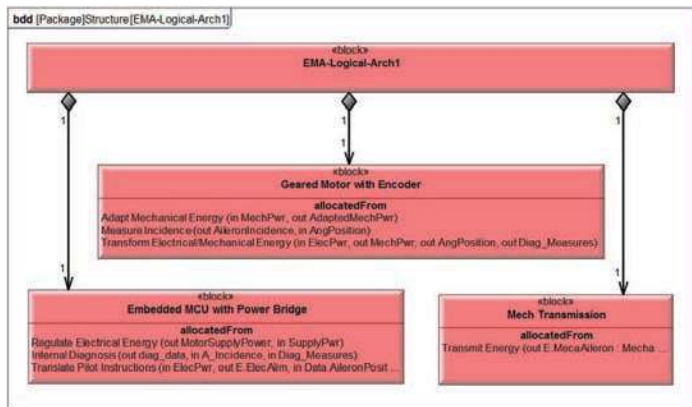 bdd [Package]Structure[EMA-Logical-Arch1]
«block»
EMA-Logical-Arch1
1
1
1
1
«block»
Geared Motor with Encoder
allocatedFrom
Adapt Mechanical Energy (in MechPwr, out AdaptedMechPwr)
Measure Incidence(out AileronIncidence, in AngPosition)
Transform Electrical/Mechanical Energy (in ElecPwr, out MechPwr, out AngPosition, out Diag_Measures)
1
1
«block»
Embedded MCU with Power Bridge
allocatedFrom
Regulate Electrical Energy (out MotorSupplyPower, in SupplyPwr)
Internal Diagnosis (out diag_data, in A_Incidence, in Diag_Measures)
Translate Pilot Instructions (in ElecPwr, out E.ElecAlim, in Data.AileronPosit ...
«block»
Mech Transmission
allocatedFrom
Transmit Energy (out E.MecaAileron : Mecha ...